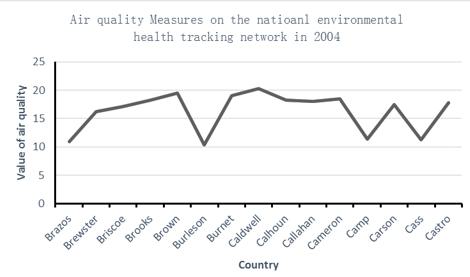 Air quality Measures on the natioanl environmental
health tracking network in 2004
Value of air quality
25
20
15
10
5
0
Brazos
Brewster
Briscoe
Brooks
Brown
Burleson
Burnet
Caldwell
Calhoun
Callahan
Cameron
Camp
Carson
Cass
Castro
Country